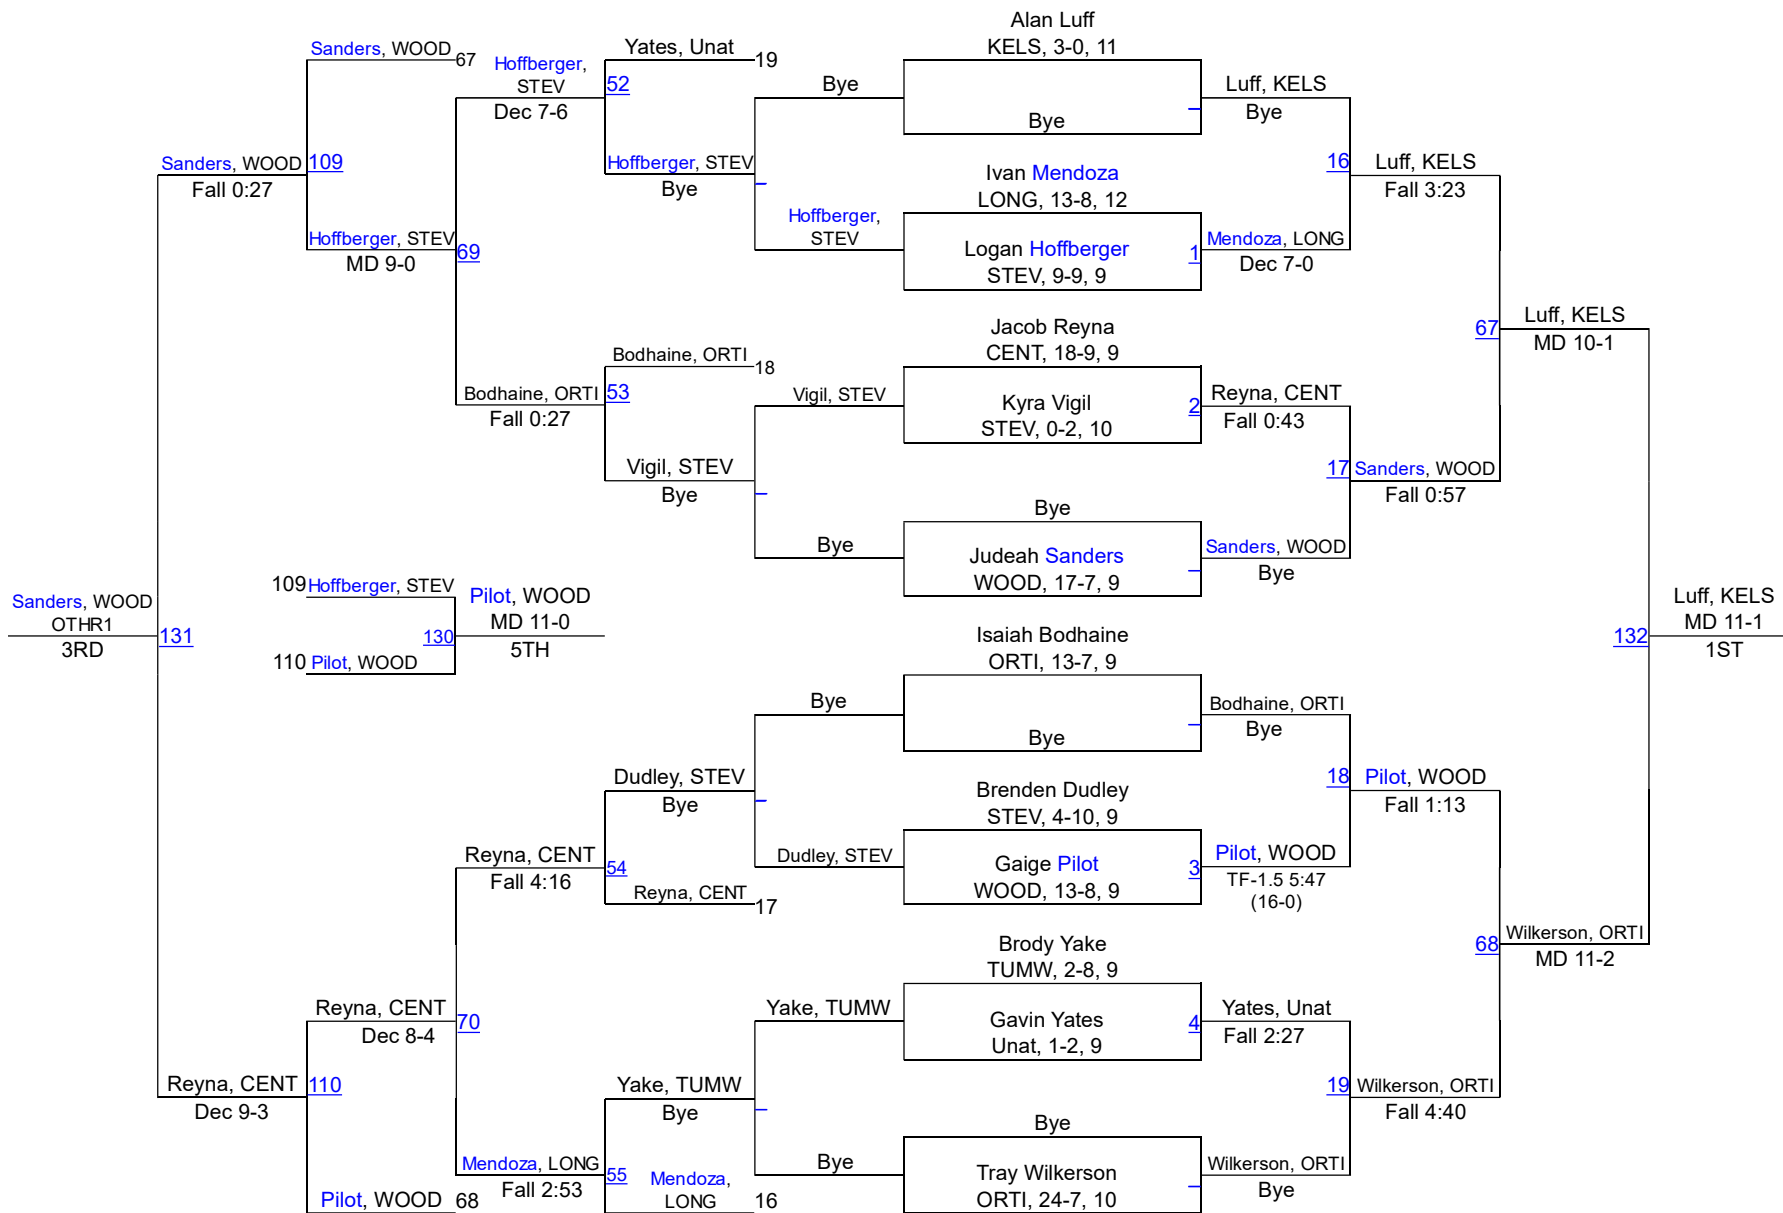 Alan Luff
KELS, 3-0, 11
Sanders, WOOD
67
Yates, Unat
19
Hoffberger,
STEV
52
Dec 7-6
Bye
Luff, KELS
Bye
Bye
Sanders, WOOD
109
Fall 0:27
Hoffberger, STEV
Bye
Ivan Mendoza
LONG, 13-8, 12
16
Luff, KELS
Fall 3:23
Hoffberger,
STEV
Hoffberger, STEV
MD 9-0
69
Logan Hoffberger
STEV, 9-9, 9
1
Mendoza, LONG
Dec 7-0
Jacob Reyna
CENT, 18-9, 9
67
Luff, KELS
MD 10-1
Bodhaine, ORTI
18
Bodhaine, ORTI
53
Fall 0:27
Vigil, STEV
Kyra Vigil
STEV, 0-2, 10
2
Reyna, CENT
Fall 0:43
Vigil, STEV
Bye
17
Sanders, WOOD
Fall 0:57
Bye
Bye
Judeah Sanders
WOOD, 17-7, 9
Sanders, WOOD
Bye
109
Hoffberger, STEV
Pilot, WOOD
MD 11-0
130
5TH
110
Pilot, WOOD
Sanders, WOOD
OTHR1
131
3RD
Luff, KELS
MD 11-1
132
1ST
Isaiah Bodhaine
ORTI, 13-7, 9
Bye
Bodhaine, ORTI
Bye
Bye
Dudley, STEV
Bye
Brenden Dudley
STEV, 4-10, 9
18
Pilot, WOOD
Fall 1:13
Reyna, CENT
54
Fall 4:16
Dudley, STEV
Gaige Pilot
WOOD, 13-8, 9
3
Pilot, WOOD
TF-1.5 5:47
(16-0)
Reyna, CENT
17
Brody Yake
TUMW, 2-8, 9
68
Wilkerson, ORTI
MD 11-2
Reyna, CENT
70
Dec 8-4
Yake, TUMW
Gavin Yates
Unat, 1-2, 9
4
Yates, Unat
Fall 2:27
Reyna, CENT
110
Dec 9-3
Yake, TUMW
Bye
19
Wilkerson, ORTI
Fall 4:40
Bye
Mendoza, LONG
55
Fall 2:53
Bye
Tray Wilkerson
ORTI, 24-7, 10
Wilkerson, ORTI
Bye
Mendoza,
LONG
16
Pilot, WOOD
68